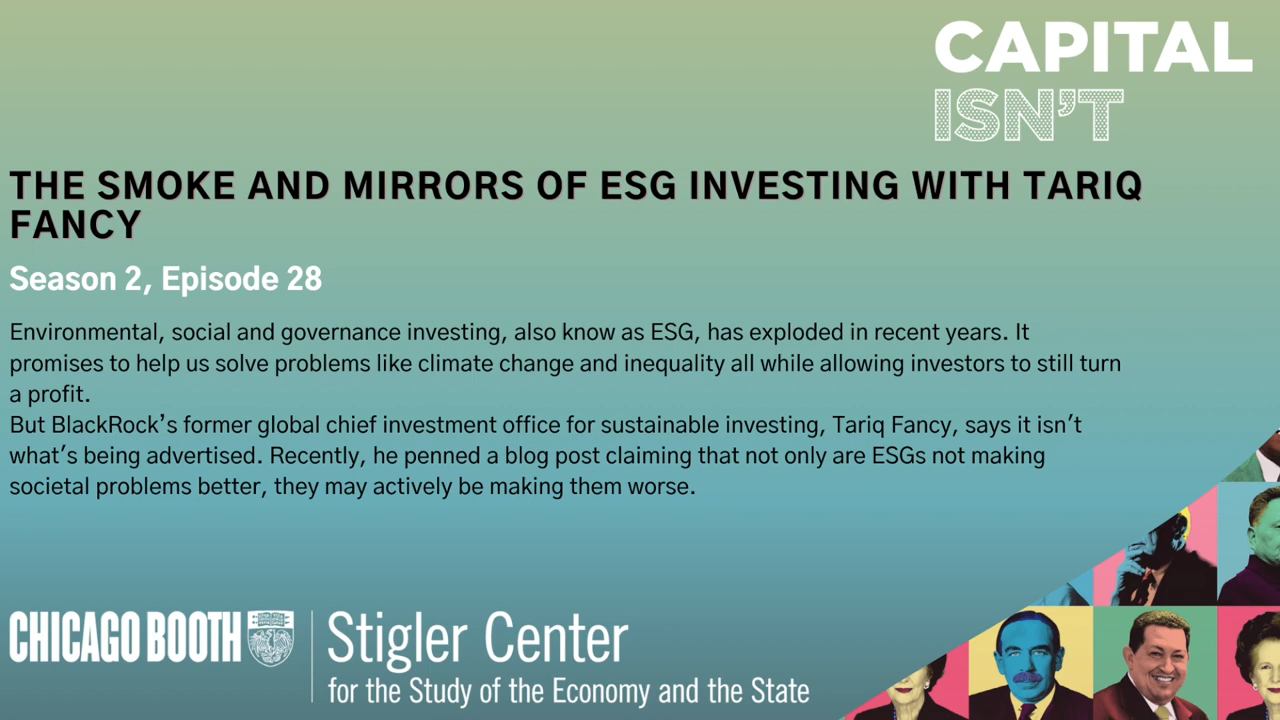 CAPITAL
ISN'T
THE SMOKE AND MIRRORS OF ESG INVESTING WITH TARIQ
FANCY
Season 2, Episode 28
Environmental, social and governance investing, also know as ESG, has exploded in recent years. It
promises to help us solve problems like climate change and inequality all while allowing investors to still turn
a profit.
But BlackRock’s former global chief investment office for sustainable investing, Tariq Fancy, says it isn't
what's being advertised. Recently, he penned a blog post claiming that not only are ESGs not making
societal problems better, they may actively be making them worse.
CHICAGO BOOTH
Stigler Center
for the Study of the Economy and the State